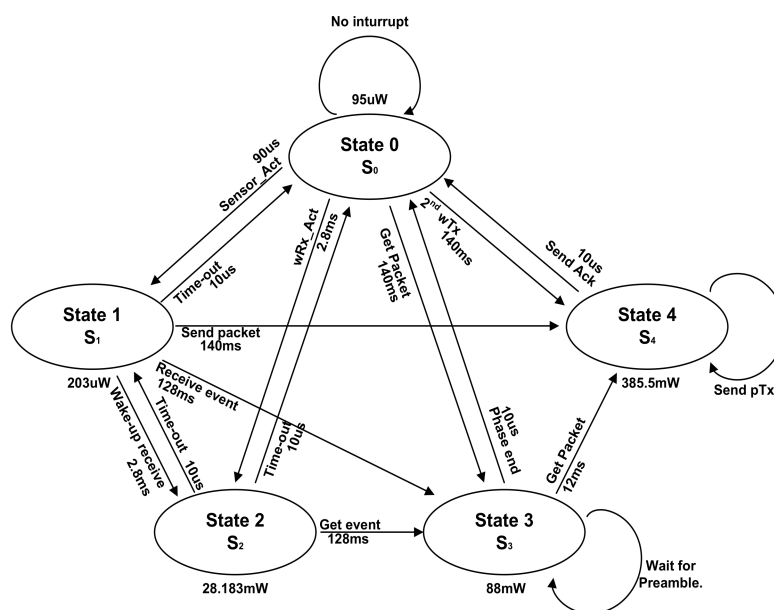 No inturrupt
95uW
State 0
S0
90us
Sensor_Act
Time-out
10us
wRx_Act
2.8ms
Get Packet
140ms
2nd wTx
140ms
10us
Send Ack
State 1
S1
203uW
Send packet
140ms
State 4
S4
385.5mW
Send pTx
Receive event
128ms
Wake-up receive
2.8ms
Time-out
10us
Time-out
10us
10us
Phase end
Get Packet
12ms
State 2
S2
28.183mW
Get event
128ms
State 3
S3
88mW
Wait for
Preamble.